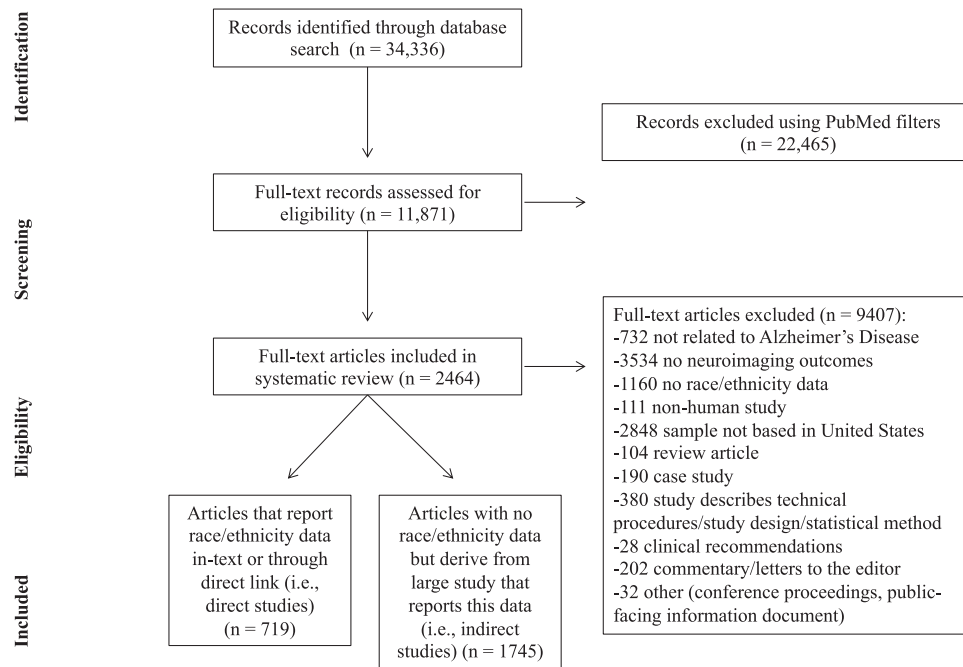 Identification
Records identified through database
search (n = 34,336)
Records excluded using PubMed filters
(n = 22,465)
Screening
Full-text records assessed for
eligibility (n = 11,871)
Eligibility
Full-text articles included in
systematic review (n = 2464)
Full-text articles excluded (n = 9407):
-732 not related to Alzheimer’s Disease
-3534 no neuroimaging outcomes
-1160 no race/ethnicity data
-111 non-human study
-2848 sample not based in United States
-104 review article
-190 case study
-380 study describes technical
procedures/study design/statistical method
-28 clinical recommendations
-202 commentary/letters to the editor
-32 other (conference proceedings, public-
facing information document)
Included
Articles that report
race/ethnicity data
in-text or through
direct link (i.e.,
direct studies)
(n = 719)
Articles with no
race/ethnicity data
but derive from
large study that
reports this data
(i.e., indirect
studies) (n = 1745)